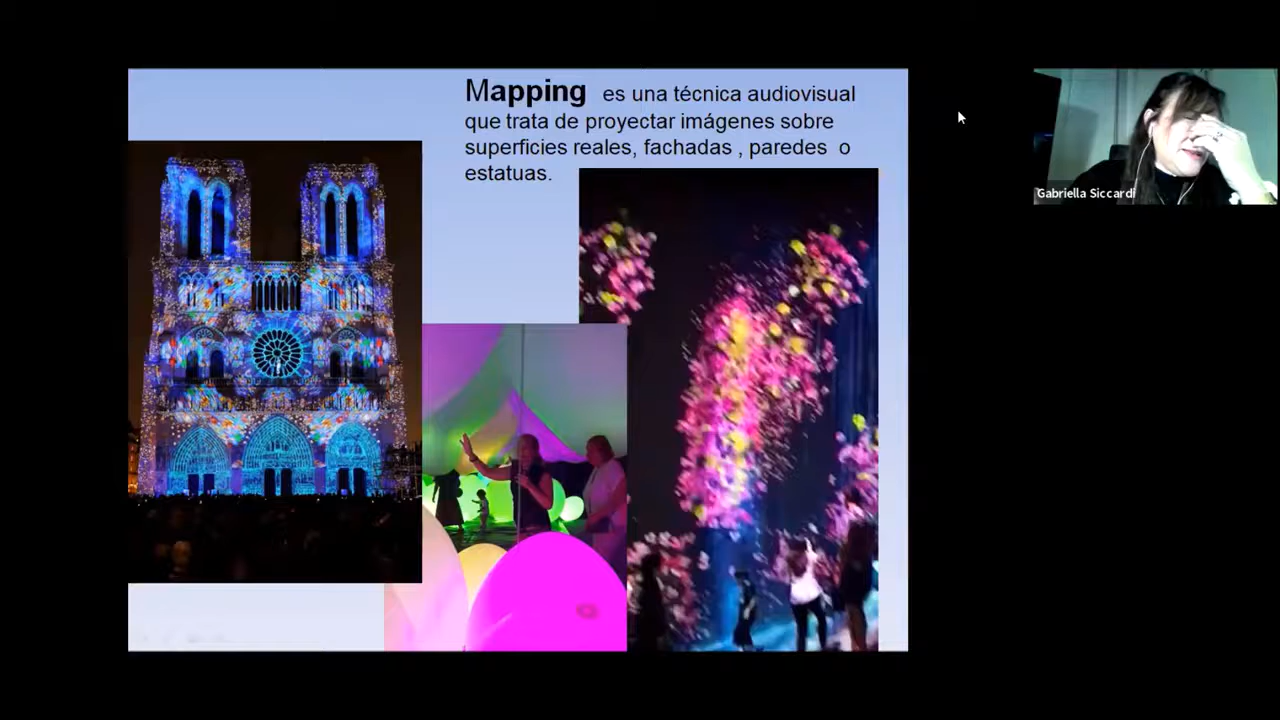 Mapping es una técnica audiovisual
que trata de proyectar imágenes sobre
superficies reales, fachadas , paredes o
estatuas.
Gabriella Siccardi